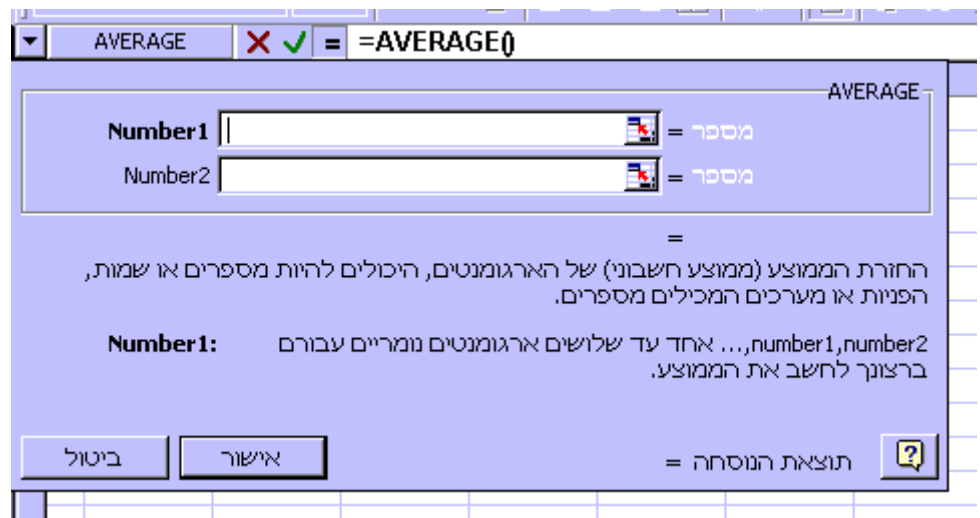 AVERAGE = =AVERAGE()
AVERAGE
Number1 = מספר
Number2 = מספר
=
החזרת הממוצע (ממוצע חשבוני) של הארגומנטים, היכולים להיות מספרים או שמות,
הפניות או מערכים המכילים מספרים.
Number1: number1,number2,... אחד עד שלושים ארגומנטים נומריים עבורם
ברצונך לחשב את הממוצע.
תוצאת הנוסחה =
אישור
ביטול